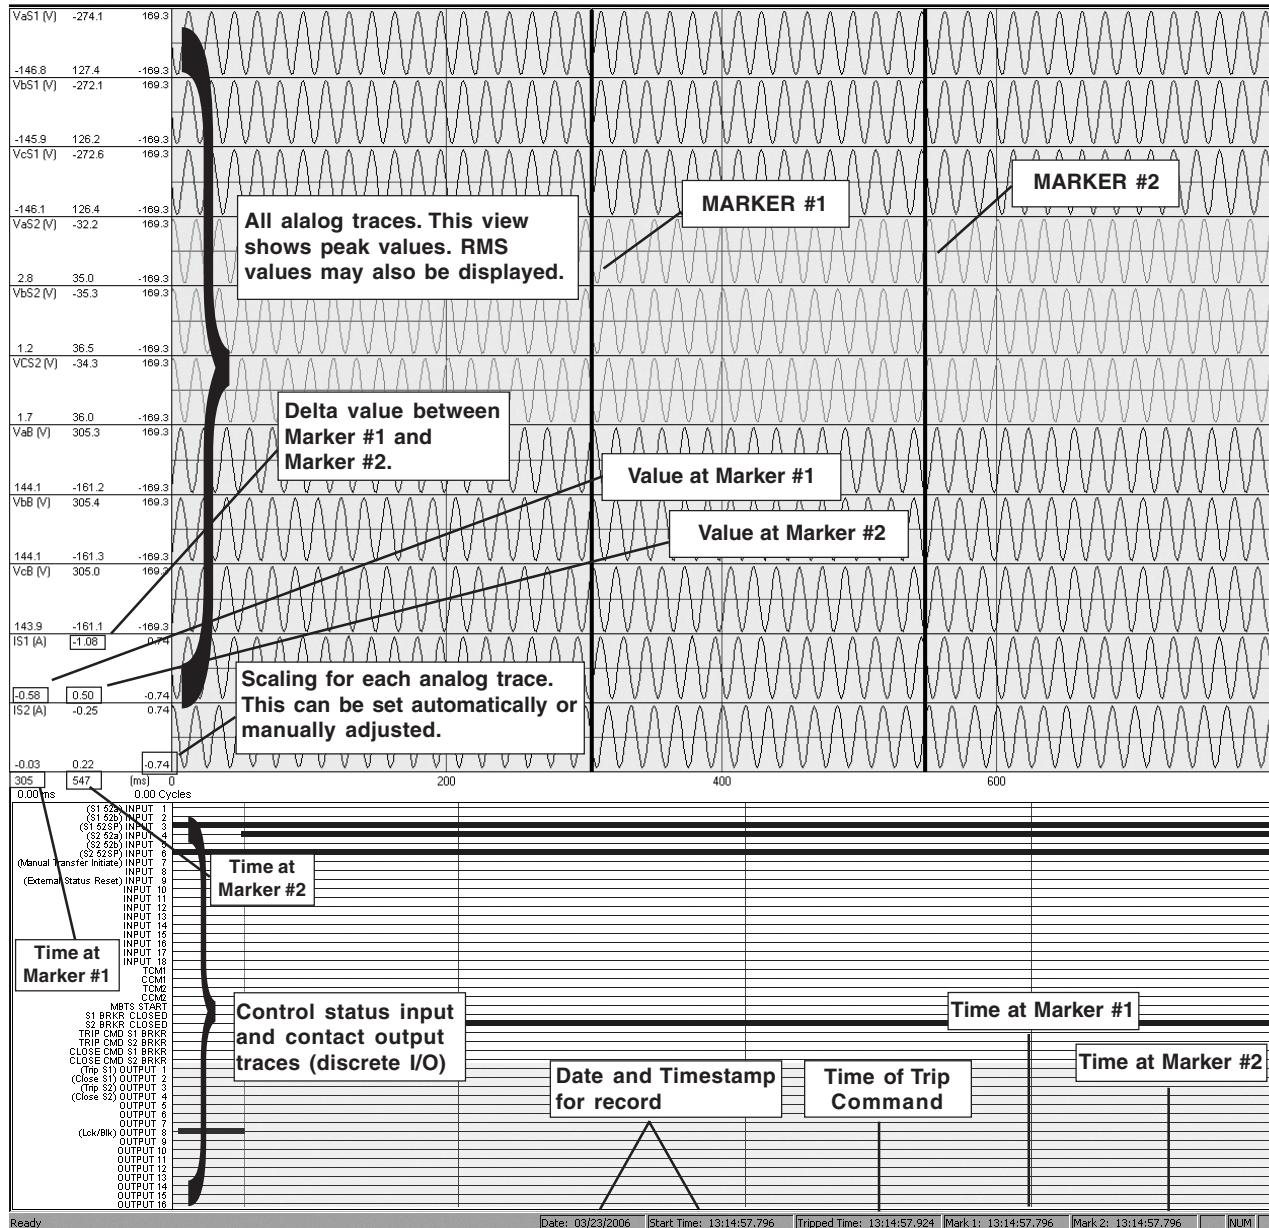 VaS1 (V) -274.1 169.3
-146.8 127.4 -169.3
VbS1 (V) -272.1 169.3
-145.9 126.2 -169.3
VcS1 (V) -272.6 169.3
-146.1 126.4 -169.3
VaS2 (V) -32.2 169.3
2.8 35.0 -169.3
VbS2 (V) -35.3 169.3
1.2 36.5 -169.3
VCS2 (V) -34.3 169.3
1.7 36.0 -169.3
VaB (V) 305.3 169.3
144.1 -161.2 -169.3
VbB (V) 305.4 169.3
144.1 -161.3 -169.3
VcB (V) 305.0 169.3
143.9 -161.1 -169.3
IS1 (A) -1.08 0.74
-0.58 0.50 -0.74
IS2 (A) -0.25 0.74
-0.03 0.22 -0.74
305 547 (ms) 0 200 400 600
0.00 ms 0.00 Cycles
MARKER #1
MARKER #2
All alalog traces. This view
shows peak values. RMS
values may also be displayed.
Delta value between
Marker #1 and
Marker #2.
Value at Marker #1
Value at Marker #2
Scaling for each analog trace.
This can be set automatically or
manually adjusted.
(S1 52a) INPUT 1
(S1 52b) INPUT 2
(S1 52SP) INPUT 3
(S2 52a) INPUT 4
(S2 52b) INPUT 5
(S2 52SP) INPUT 6
(Manual Transfer Initiate) INPUT 7
INPUT 8
(External Status Reset) INPUT 9
INPUT 10
INPUT 11
INPUT 12
INPUT 13
INPUT 14
INPUT 15
INPUT 16
INPUT 17
INPUT 18
TCM1
CCM1
TCM2
CCM2
MBTS START
S1 BRKR CLOSED
S2 BRKR CLOSED
TRIP CMD S1 BRKR
TRIP CMD S2 BRKR
CLOSE CMD S1 BRKR
CLOSE CMD S2 BRKR
(Trip S1) OUTPUT 1
(Close S1) OUTPUT 2
(Trip S2) OUTPUT 3
(Close S2) OUTPUT 4
OUTPUT 5
OUTPUT 6
OUTPUT 7
(Lck/Blk) OUTPUT 8
OUTPUT 9
OUTPUT 10
OUTPUT 11
OUTPUT 12
OUTPUT 13
OUTPUT 14
OUTPUT 15
OUTPUT 16
Time at
Marker #2
Time at
Marker #1
Control status input
and contact output
traces (discrete I/O)
Time at Marker #1
Time at Marker #2
Date and Timestamp
for record
Time of Trip
Command
Ready Date: 03/23/2006 Start Time: 13:14:57.796 Tripped Time: 13:14:57.924 Mark 1: 13:14:57.796 Mark 2: 13:14:57.796 NUM